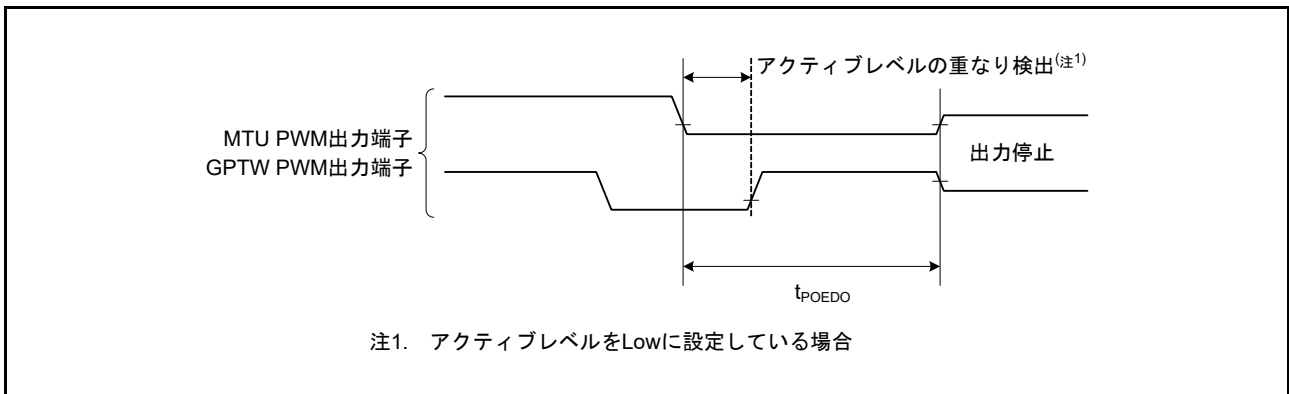 アクティブレベルの重なり検出(注1)
MTU PWM出力端子
GPTW PWM出力端子
出力停止
tPOEDO
注1. アクティブレベルをLowに設定している場合